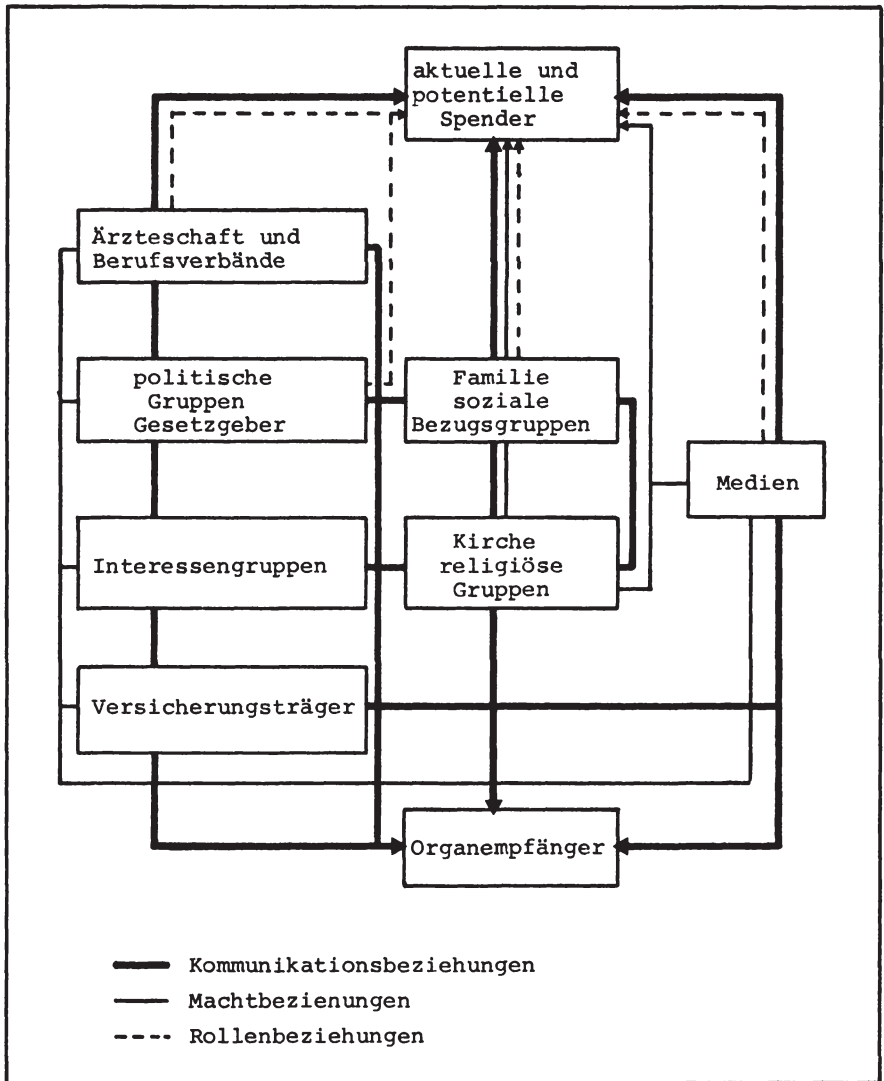 aktuelle und
potentielle
Spender
Ärzteschaft und
Berufsverbände
politische
Gruppen
Gesetzgeber
Familie
soziale
Bezugsgruppen
Medien
Interessengruppen
Kirche
religiöse
Gruppen
Versicherungsträger
Organempfänger
Kommunikationsbeziehungen
Machtbezienungen
Rollenbeziehungen